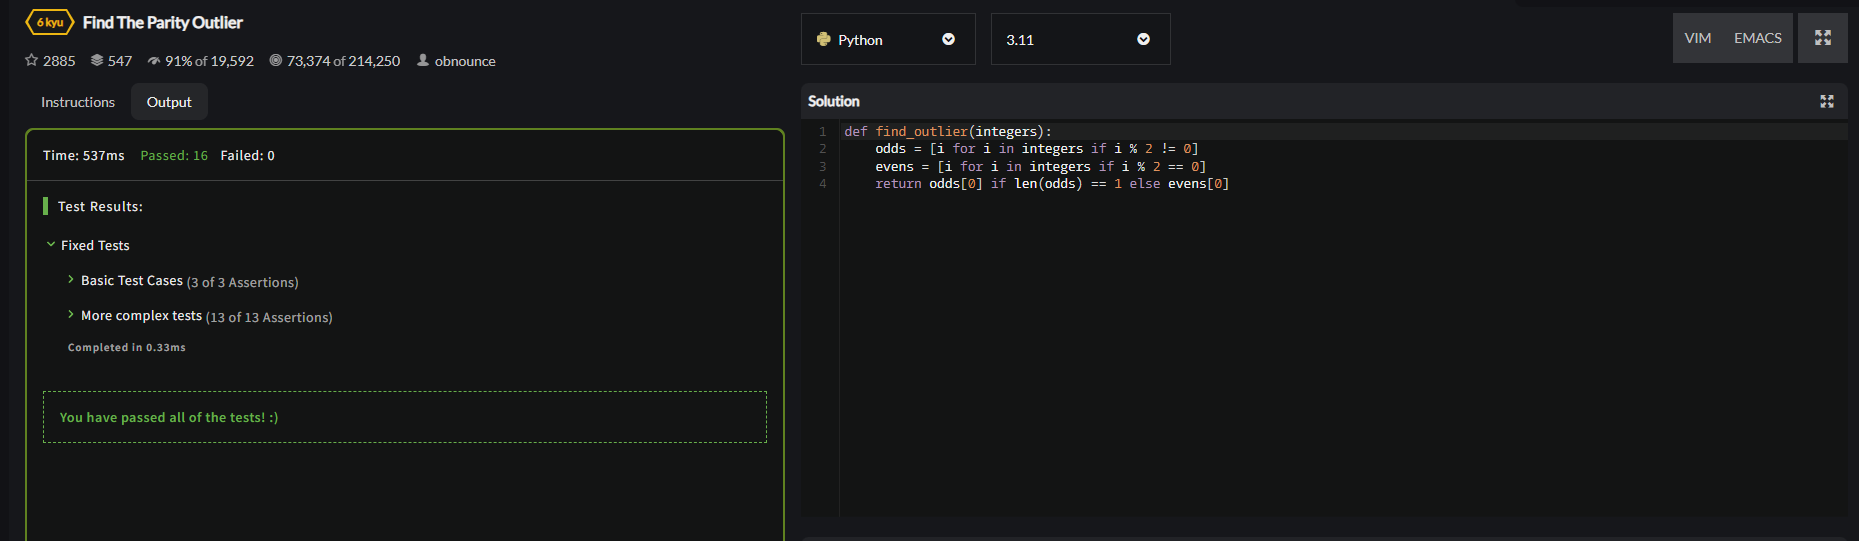 6 kyu Find The Parity Outlier
2885 547 91% of 19,592 73,374 of 214,250 obnounce
Instructions Output
Time: 537ms Passed: 16 Failed: 0
Test Results:
Fixed Tests
Basic Test Cases (3 of 3 Assertions)
More complex tests (13 of 13 Assertions)
Completed in 0.33ms
You have passed all of the tests! :)
Python 3.11 VIM EMACS
Solution
1 def find_outlier(integers):
2     odds = [i for i in integers if i % 2 != 0]
3     evens = [i for i in integers if i % 2 == 0]
4     return odds[0] if len(odds) == 1 else evens[0]